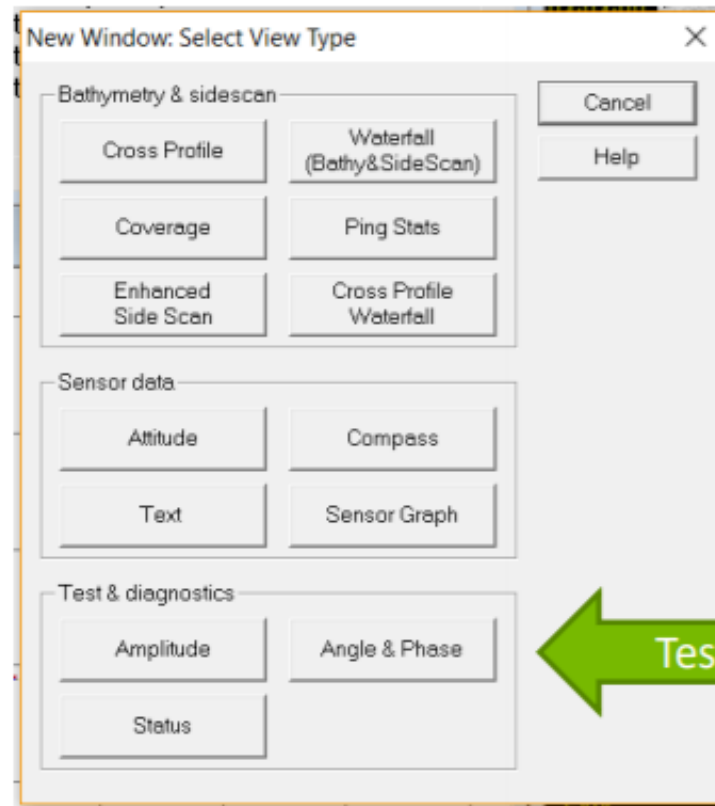 New Window: Select View Type
Bathymetry & sidescan
Cross Profile
Waterfall
(Bathy&SideScan)
Cancel
Help
Coverage
Ping Stats
Enhanced
Side Scan
Cross Profile
Waterfall
Sensor data
Attitude
Compass
Text
Sensor Graph
Test & diagnostics
Amplitude
Angle & Phase
Status
Tes